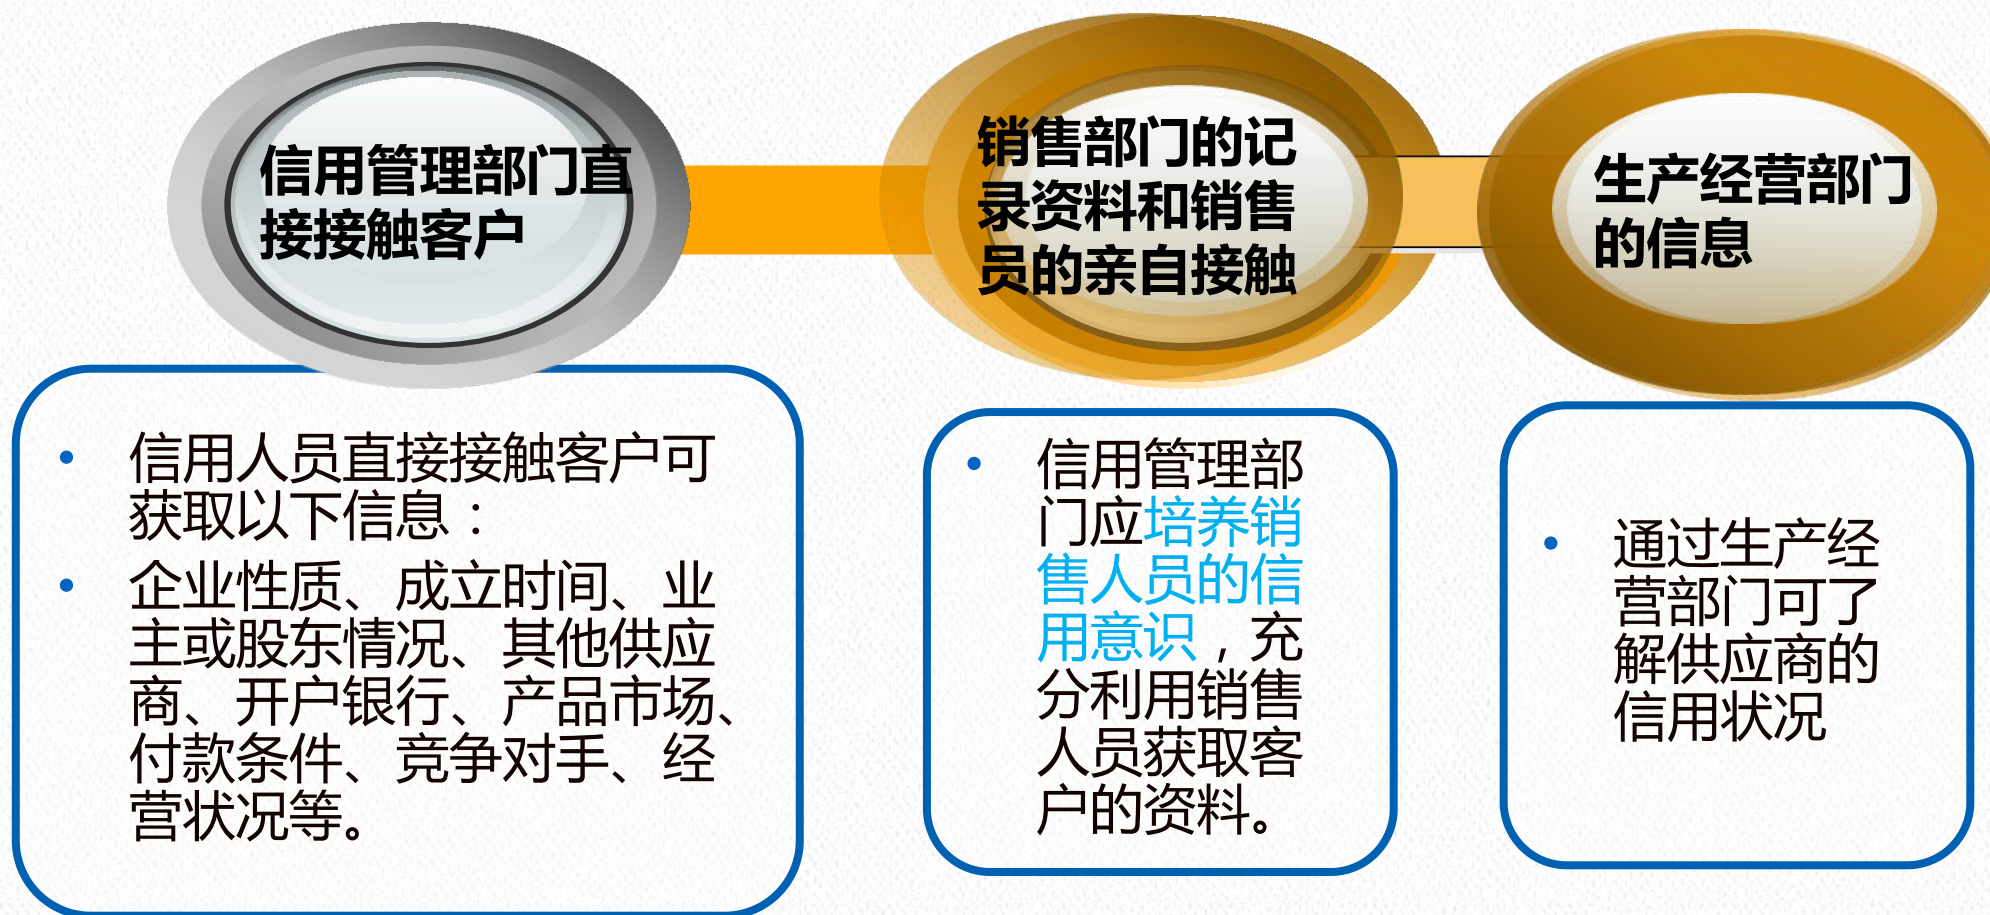 信用管理部门直
接接触客户
销售部门的记
录资料和销售
员的亲自接触
生产经营部门
的信息
• 信用人员直接接触客户可
获取以下信息：
• 企业性质、成立时间、业
主或股东情况、其他供应
商、开户银行、产品市场、
付款条件、竞争对手、经
营状况等。
• 信用管理部
门应培养销
售人员的信
用意识，充
分利用销售
人员获取客
户的资料。
• 通过生产经
营部门可了
解供应商的
信用状况